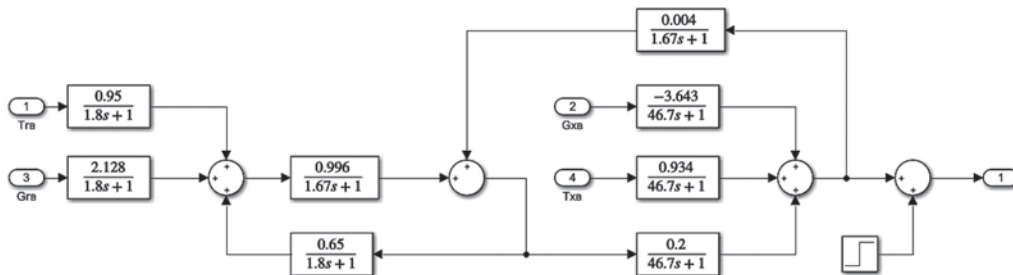 0.004
1.67s + 1
1
Tгв
0.95
1.8s + 1
2
Gхв
−3.643
46.7s + 1
3
Gгв
2.128
1.8s + 1
0.996
1.67s + 1
4
Tхв
0.934
46.7s + 1
1
0.65
1.8s + 1
0.2
46.7s + 1